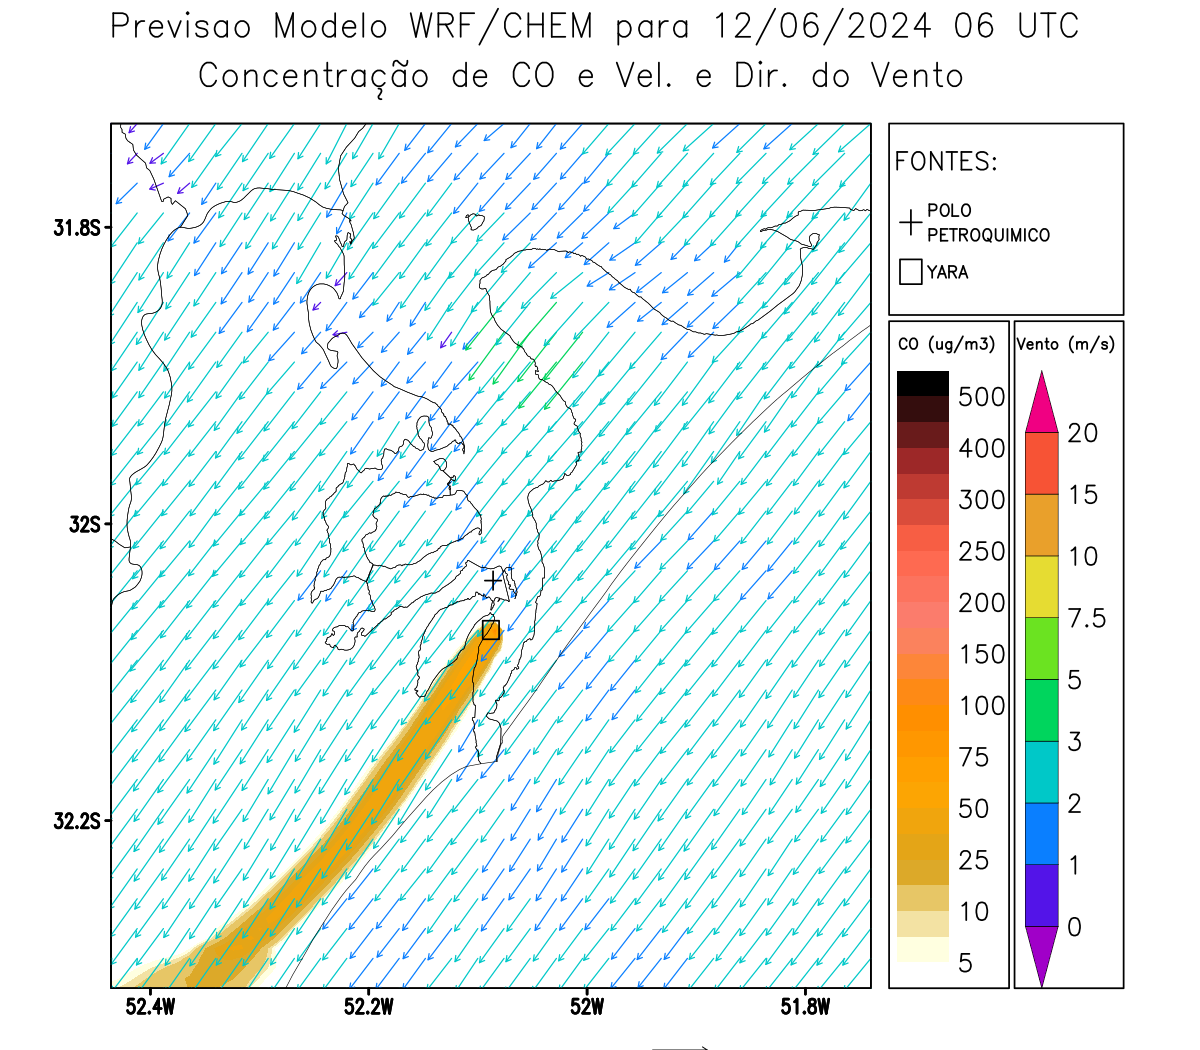 Previsao Modelo WRF/CHEM para 12/06/2024 06 UTC
Concentração de CO e Vel. e Dir. do Vento
FONTES:
POLO
PETROQUIMICO
YARA
31.8S
32S
32.2S
52.4W
52.2W
52W
51.8W
CO (ug/m3)
500
400
300
250
200
150
100
75
50
25
10
5
Vento (m/s)
20
15
10
7.5
5
3
2
1
0